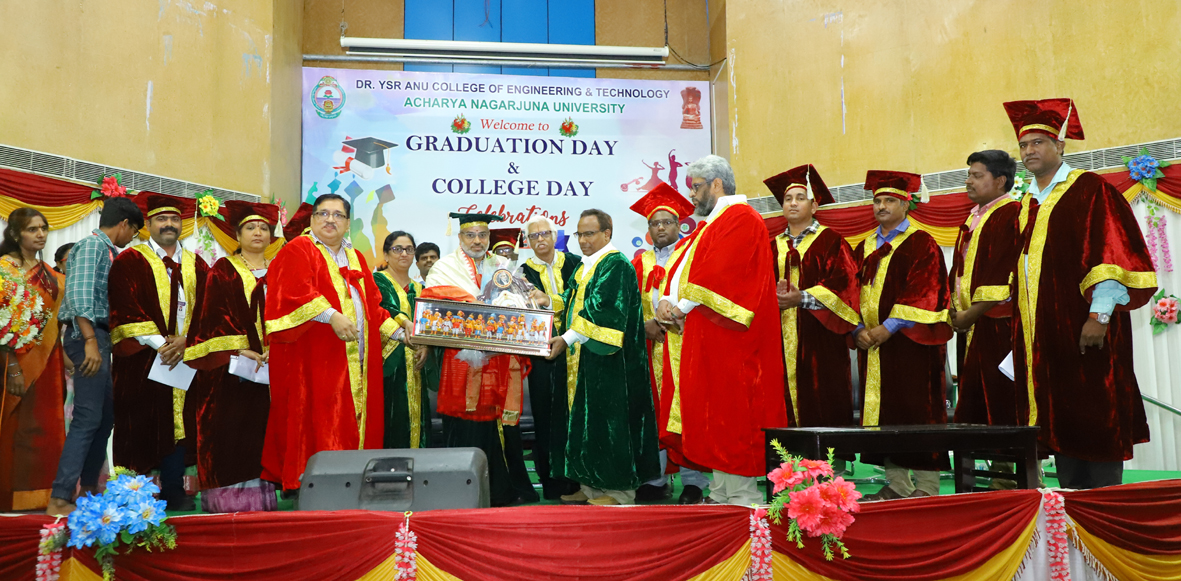 DR. YSR ANU COLLEGE OF ENGINEERING & TECHNOLOGY
ACHARYA NAGARJUNA UNIVERSITY
Welcome to
GRADUATION DAY
&
COLLEGE DAY
Celebrations